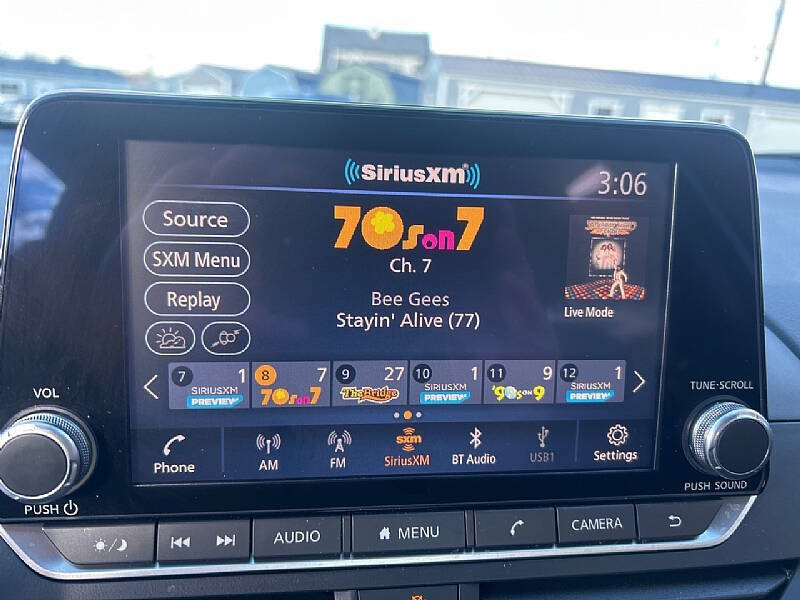 SiriusXM
3:06
Source
SXM Menu
Replay
70s on 7
Ch. 7
Bee Gees
Stayin' Alive (77)
Live Mode
7 1 8 7 9 27 10 1 11 9 12 1
SIRIUSXM PREVIEW 70s on 7 The Bridge SIRIUSXM PREVIEW '90s on 9 SIRIUSXM PREVIEW
VOL
TUNE-SCROLL
sxm
Phone AM FM SiriusXM BT Audio USB1 Settings
PUSH
PUSH SOUND
AUDIO MENU CAMERA